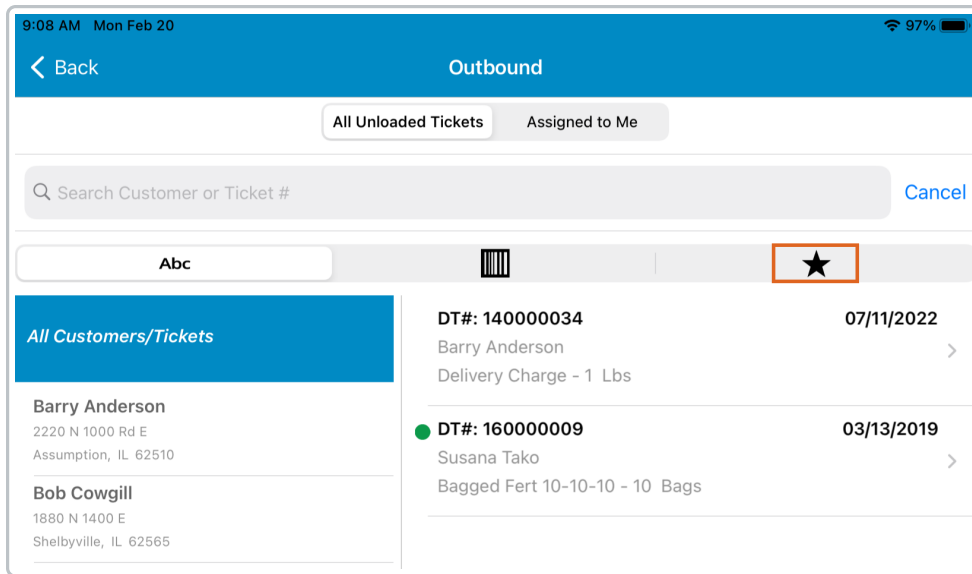 9:08 AM Mon Feb 20
97%
Back
Outbound
All Unloaded Tickets
Assigned to Me
Search Customer or Ticket #
Cancel
Abc
All Customers/Tickets
Barry Anderson
2220 N 1000 Rd E
Assumption, IL 62510
Bob Cowgill
1880 N 1400 E
Shelbyville, IL 62565
DT#: 140000034
07/11/2022
Barry Anderson
Delivery Charge - 1 Lbs
DT#: 160000009
03/13/2019
Susana Tako
Bagged Fert 10-10-10 - 10 Bags